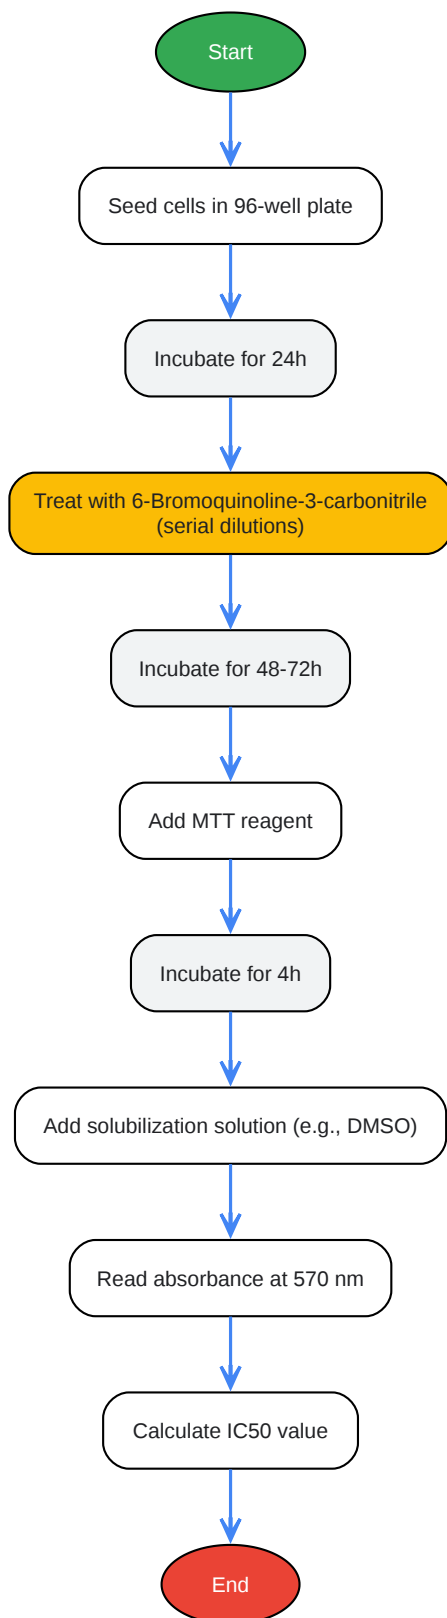 Start
Seed cells in 96-well plate
Incubate for 24h
Treat with 6-Bromoquinoline-3-carbonitrile
(serial dilutions)
Incubate for 48-72h
Add MTT reagent
Incubate for 4h
Add solubilization solution (e.g., DMSO)
Read absorbance at 570 nm
Calculate IC50 value
End